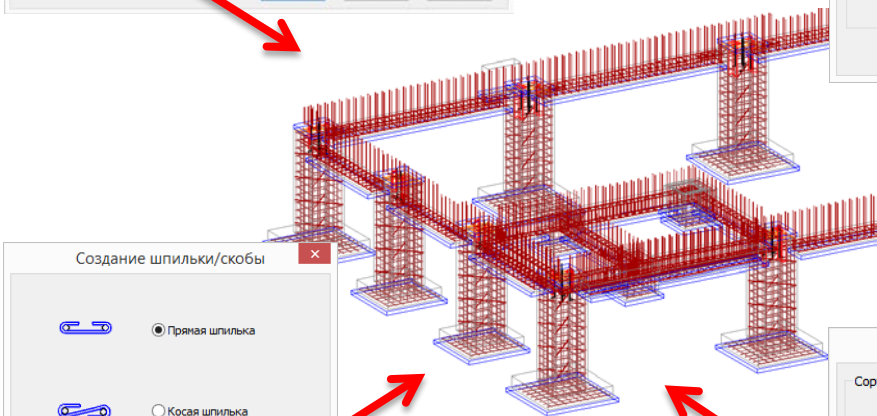 Создание шпильки/скобы
Прямая шпилька
Косая шпилька
Сор